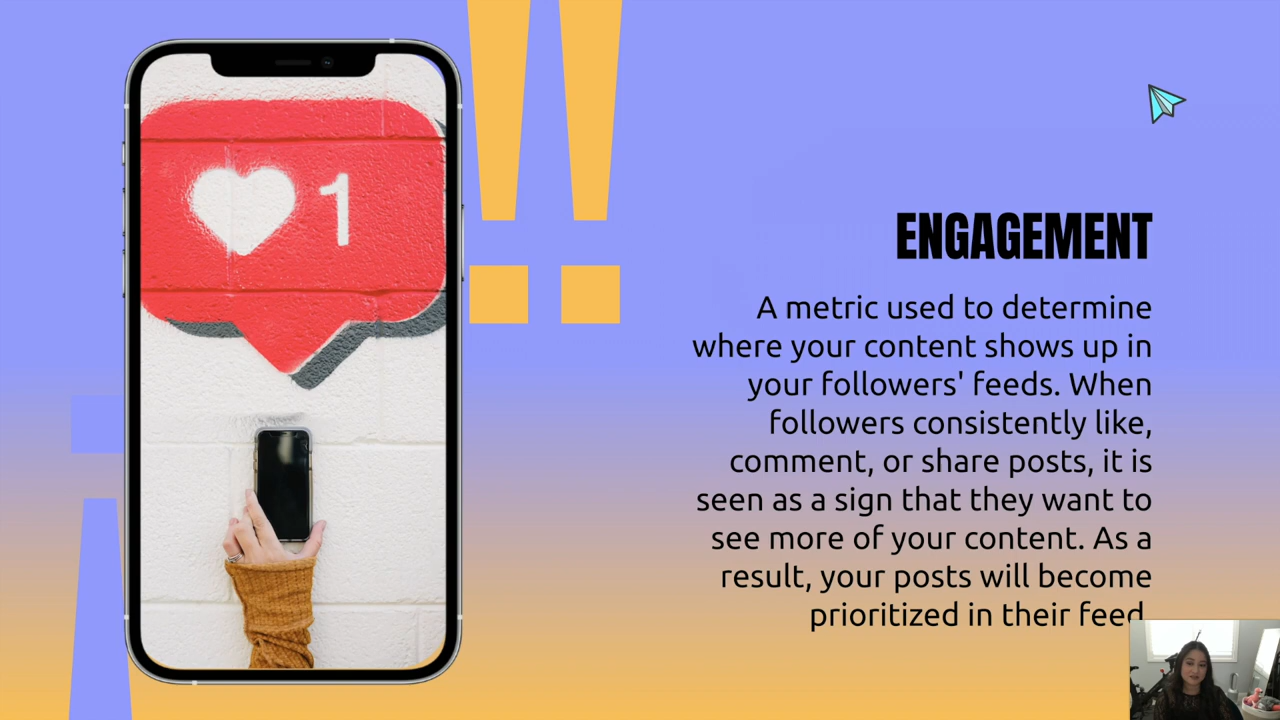 1
ENGAGEMENT
A metric used to determine
where your content shows up in
your followers' feeds. When
followers consistently like,
comment, or share posts, it is
seen as a sign that they want to
see more of your content. As a
result, your posts will become
prioritized in their feed.